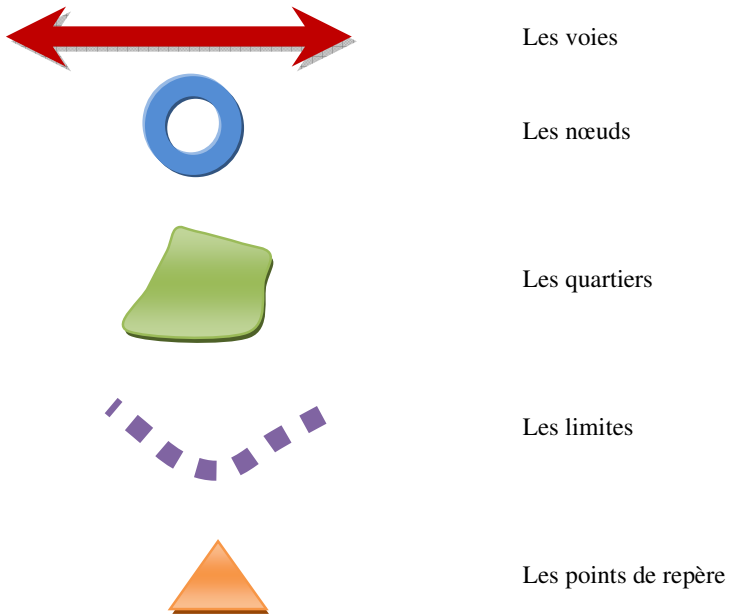 Les voies
Les nœuds
Les quartiers
Les limites
Les points de repère